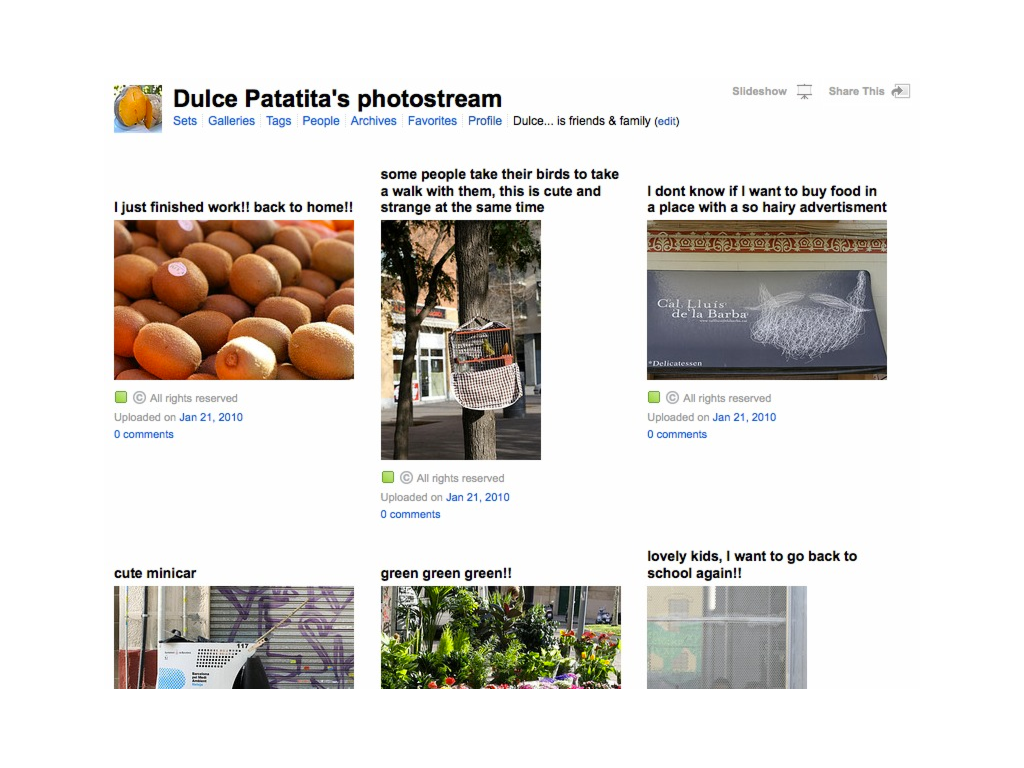 Dulce Patatita's photostream
Slideshow
Share This
Sets Galleries Tags People Archives Favorites Profile Dulce... is friends & family (edit)
I just finished work!! back to home!!
© All rights reserved
Uploaded on Jan 21, 2010
0 comments
some people take their birds to take
a walk with them, this is cute and
strange at the same time
© All rights reserved
Uploaded on Jan 21, 2010
0 comments
I dont know if I want to buy food in
a place with a so hairy advertisment
Cal Lluís
de la Barba
*Delicatessen
© All rights reserved
Uploaded on Jan 21, 2010
0 comments
cute minicar
117
Barcelona
pel Medi
Ambient
green green green!!
lovely kids, I want to go back to
school again!!